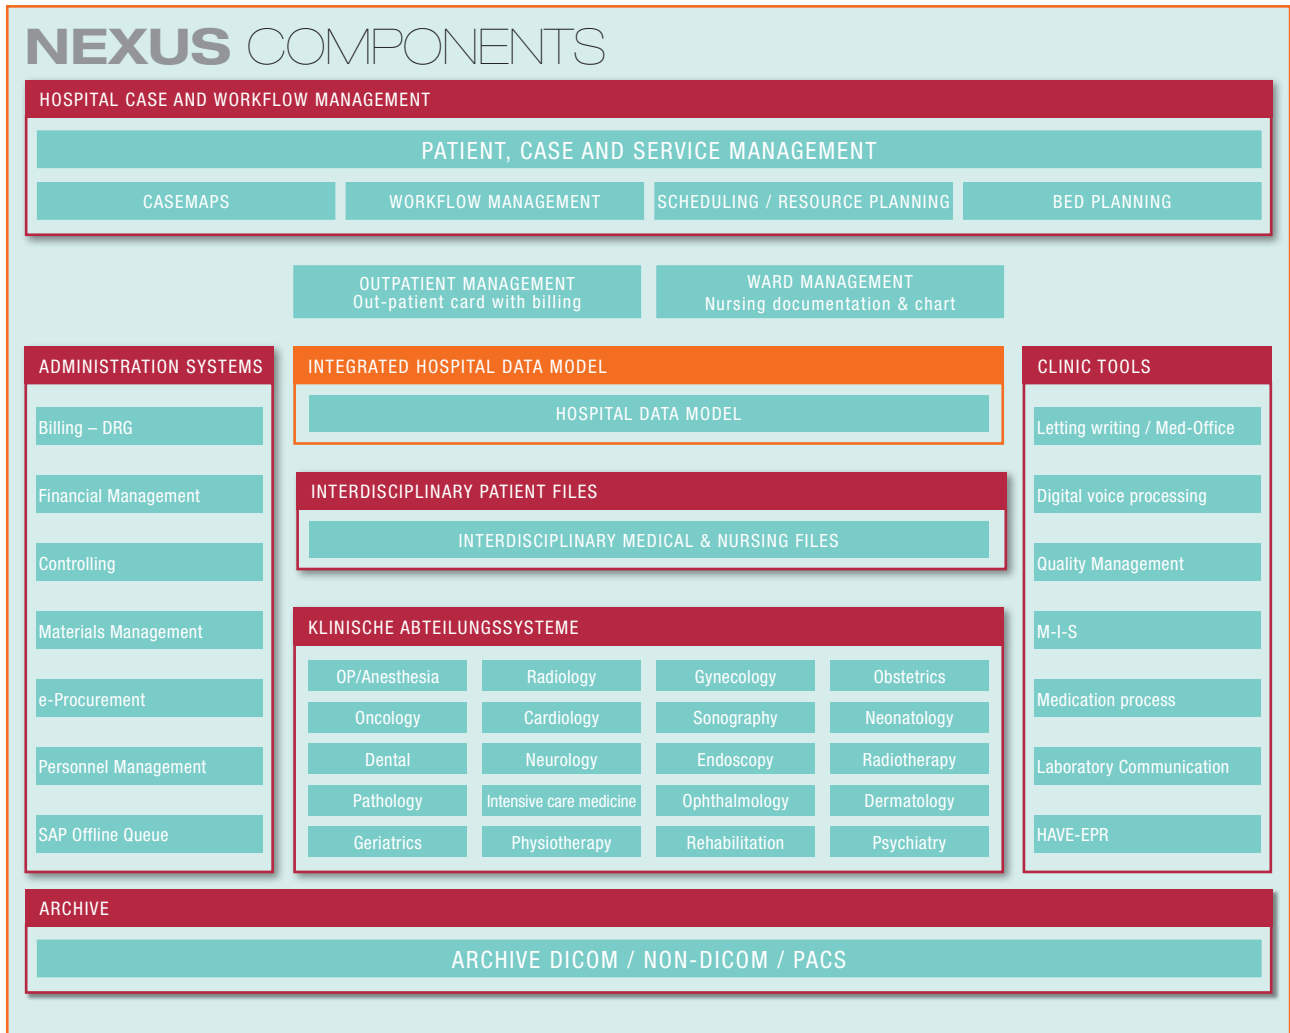 NEXUS COMPONENTS
HOSPITAL CASE AND WORKFLOW MANAGEMENT
PATIENT, CASE AND SERVICE MANAGEMENT
CASEMAPS
WORKFLOW MANAGEMENT
SCHEDULING / RESOURCE PLANNING
BED PLANNING
OUTPATIENT MANAGEMENT
Out-patient card with billing
WARD MANAGEMENT
Nursing documentation & chart
ADMINISTRATION SYSTEMS
Billing – DRG
Financial Management
Controlling
Materials Management
e-Procurement
Personnel Management
SAP Offline Queue
INTEGRATED HOSPITAL DATA MODEL
HOSPITAL DATA MODEL
INTERDISCIPLINARY PATIENT FILES
INTERDISCIPLINARY MEDICAL & NURSING FILES
KLINISCHE ABTEILUNGSSYSTEME
OP/Anesthesia
Radiology
Gynecology
Obstetrics
Oncology
Cardiology
Sonography
Neonatology
Dental
Neurology
Endoscopy
Radiotherapy
Pathology
Intensive care medicine
Ophthalmology
Dermatology
Geriatrics
Physiotherapy
Rehabilitation
Psychiatry
CLINIC TOOLS
Letting writing / Med-Office
Digital voice processing
Quality Management
M-I-S
Medication process
Laboratory Communication
HAVE-EPR
ARCHIVE
ARCHIVE DICOM / NON-DICOM / PACS